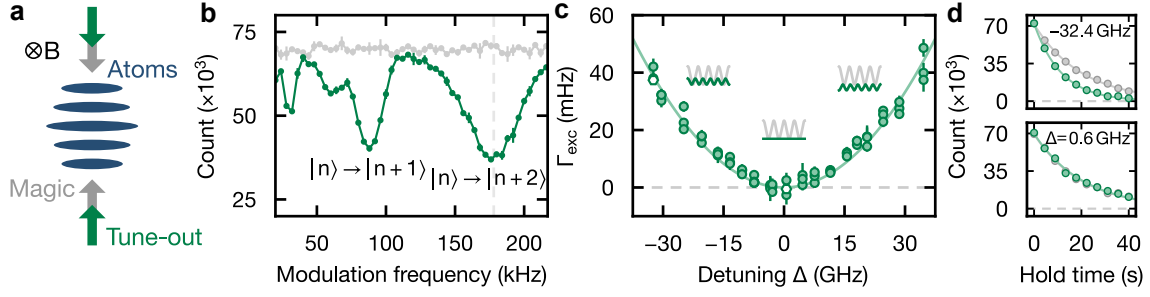 a
⊗B
Atoms
Magic
Tune-out
b
Count (×10³)
75
50
25
|n⟩→|n+1⟩
|n⟩→|n+2⟩
50
100
150
200
Modulation frequency (kHz)
c
Γexc (mHz)
60
40
20
0
−30
−15
0
15
30
Detuning Δ (GHz)
d
Count (×10³)
70
35
0
−32.4 GHz
70
35
0
Δ=0.6 GHz
0
20
40
Hold time (s)